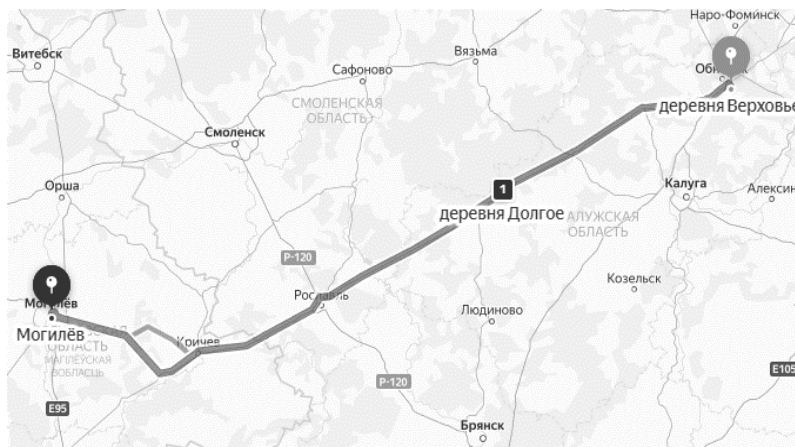 Наро-Фоминск
Витебск
Вязьма
Сафоново
СМОЛЕНСКАЯ
ОБЛАСТЬ
деревня Верховье
Смоленск
Орша
1
Калуга
Алексин
деревня Долгое
АЛУЖСКАЯ
ОБЛАСТЬ
Р-120
Козельск
Могилёв
Рославль
Людиново
Могилёв
Кричев
ОБЛАСТЬ
МАГІЛЁЎСКАЯ
ВОБЛАСЦЬ
Р-120
E105
E95
Брянск